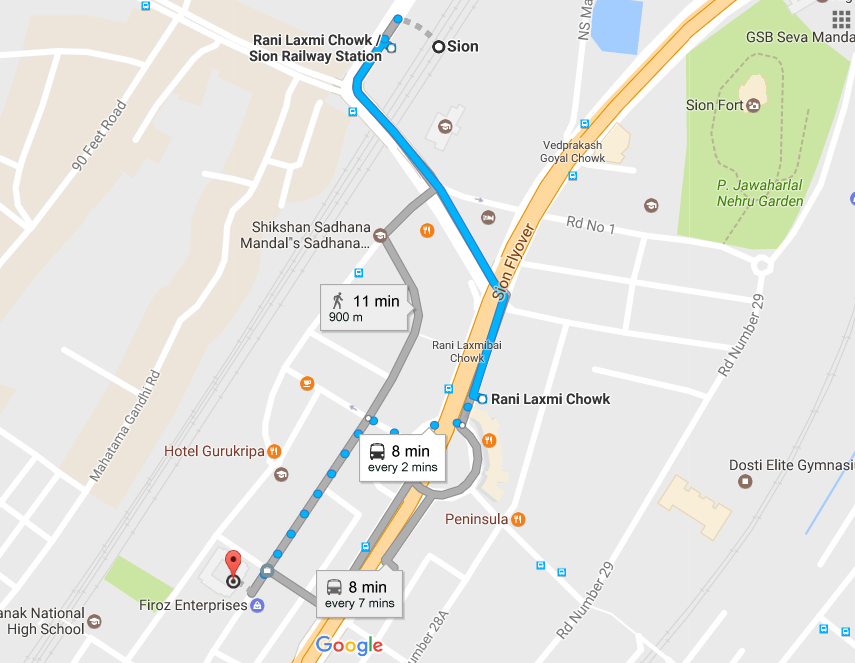 NS Ma
GSB Seva Manda
Rani Laxmi Chowk /
Sion Railway Station
Sion
Sion Fort
90 Feet Road
Vedprakash
Goyal Chowk
P. Jawaharlal
Nehru Garden
Rd No 1
Shikshan Sadhana
Mandal"s Sadhana...
Sion Flyover
11 min
900 m
Rd Number 29
Rani Laxmibai
Chowk
Rani Laxmi Chowk
Mahatama Gandhi Rd
Hotel Gurukripa
8 min
every 2 mins
Dosti Elite Gymnasiu
Peninsula
8 min
every 7 mins
Rd Number 29
Firoz Enterprises
anak National
High School
umber 28A
Google